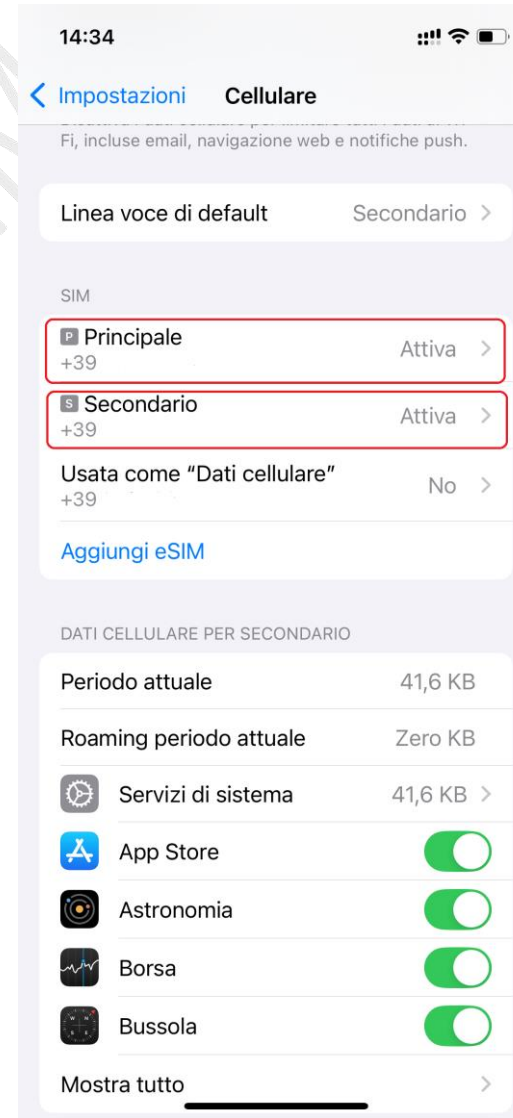 14:34
Impostazioni Cellulare
Fi, incluse email, navigazione web e notifiche push.
Linea voce di default Secondario
SIM
P Principale Attiva
+39
S Secondario Attiva
+39
Usata come “Dati cellulare” No
+39
Aggiungi eSIM
DATI CELLULARE PER SECONDARIO
Periodo attuale 41,6 KB
Roaming periodo attuale Zero KB
Servizi di sistema 41,6 KB
App Store
Astronomia
Borsa
Bussola
Mostra tutto